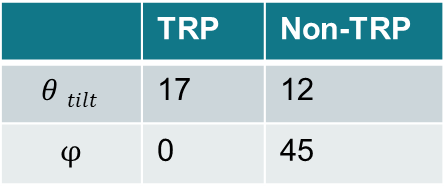 TRP Non-TRP
θ tilt 17 12
φ 0 45